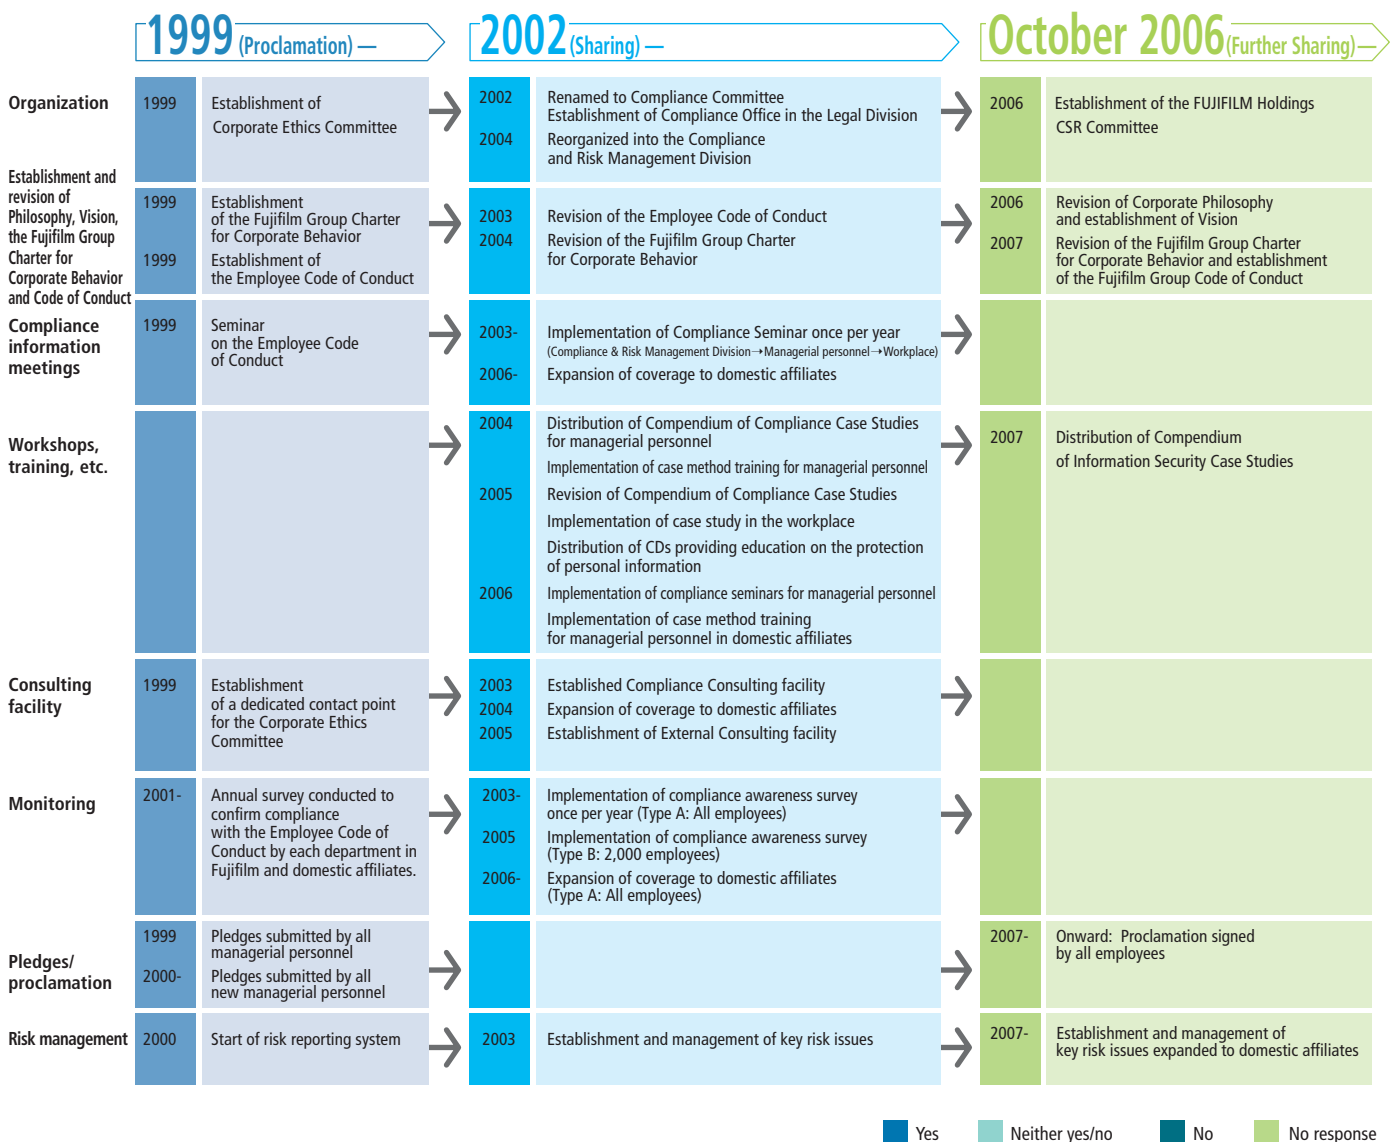 1999 (Proclamation) —
2002 (Sharing) —
October 2006 (Further Sharing) —
Organization
1999 Establishment of
Corporate Ethics Committee
2002 Renamed to Compliance Committee
Establishment of Compliance Office in the Legal Division
2004 Reorganized into the Compliance
and Risk Management Division
2006 Establishment of the FUJIFILM Holdings
CSR Committee
Establishment and
revision of
Philosophy, Vision,
the Fujifilm Group
Charter for
Corporate Behavior
and Code of Conduct
1999 Establishment
of the Fujifilm Group Charter
for Corporate Behavior
1999 Establishment of
the Employee Code of Conduct
2003 Revision of the Employee Code of Conduct
2004 Revision of the Fujifilm Group Charter
for Corporate Behavior
2006 Revision of Corporate Philosophy
and establishment of Vision
2007 Revision of the Fujifilm Group Charter
for Corporate Behavior and establishment
of the Fujifilm Group Code of Conduct
Compliance
information
meetings
1999 Seminar
on the Employee Code
of Conduct
2003- Implementation of Compliance Seminar once per year
(Compliance & Risk Management Division→Managerial personnel→Workplace)
2006- Expansion of coverage to domestic affiliates
Workshops,
training, etc.
2004 Distribution of Compendium of Compliance Case Studies
for managerial personnel
Implementation of case method training for managerial personnel
2005 Revision of Compendium of Compliance Case Studies
Implementation of case study in the workplace
Distribution of CDs providing education on the protection
of personal information
2006 Implementation of compliance seminars for managerial personnel
Implementation of case method training
for managerial personnel in domestic affiliates
2007 Distribution of Compendium
of Information Security Case Studies
Consulting
facility
1999 Establishment
of a dedicated contact point
for the Corporate Ethics
Committee
2003 Established Compliance Consulting facility
2004 Expansion of coverage to domestic affiliates
2005 Establishment of External Consulting facility
Monitoring
2001- Annual survey conducted to
confirm compliance
with the Employee Code of
Conduct by each department in
Fujifilm and domestic affiliates.
2003- Implementation of compliance awareness survey
once per year (Type A: All employees)
2005 Implementation of compliance awareness survey
(Type B: 2,000 employees)
2006- Expansion of coverage to domestic affiliates
(Type A: All employees)
Pledges/
proclamation
1999 Pledges submitted by all
managerial personnel
2000- Pledges submitted by all
new managerial personnel
2007- Onward: Proclamation signed
by all employees
Risk management
2000 Start of risk reporting system
2003 Establishment and management of key risk issues
2007- Establishment and management of
key risk issues expanded to domestic affiliates
Yes Neither yes/no No No response